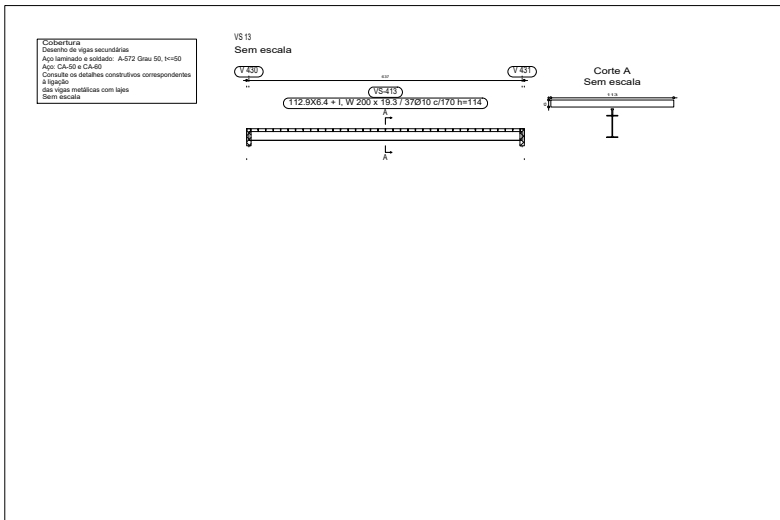 Cobertura
Desenho de vigas secundárias
Aço laminado e soldado: A-572 Grau 50, t<=50
Aço: CA-50 e CA-60
Consulte os detalhes construtivos correspondentes
à ligação
das vigas metálicas com lajes
Sem escala
VS 13
Sem escala
V 430
V 431
VS-413
112.9X6.4 + I, W 200 x 19.3 / 37Ø10 c/170 h=114
A
A
Corte A
Sem escala
113